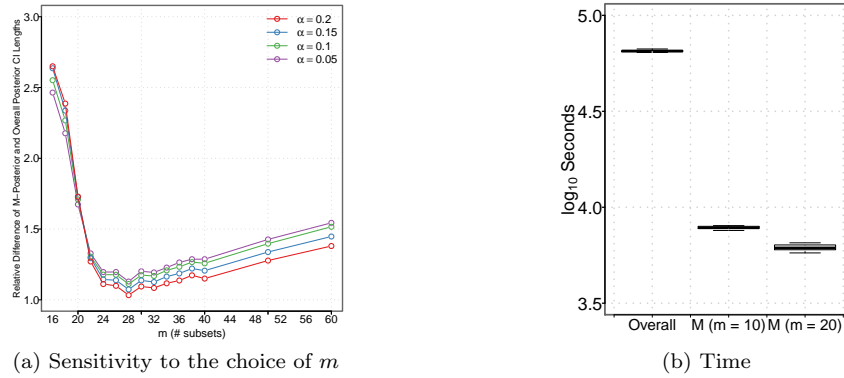 Relative Difference of M−Posterior and Overall Posterior CI Lengths
3.0
2.5
2.0
1.5
1.0
α = 0.2
α = 0.15
α = 0.1
α = 0.05
16 20 24 28 32 36 40 44 48 52 56 60
m (# subsets)
(a) Sensitivity to the choice of m
log10 Seconds
5.0
4.5
4.0
3.5
Overall M (m = 10) M (m = 20)
(b) Time